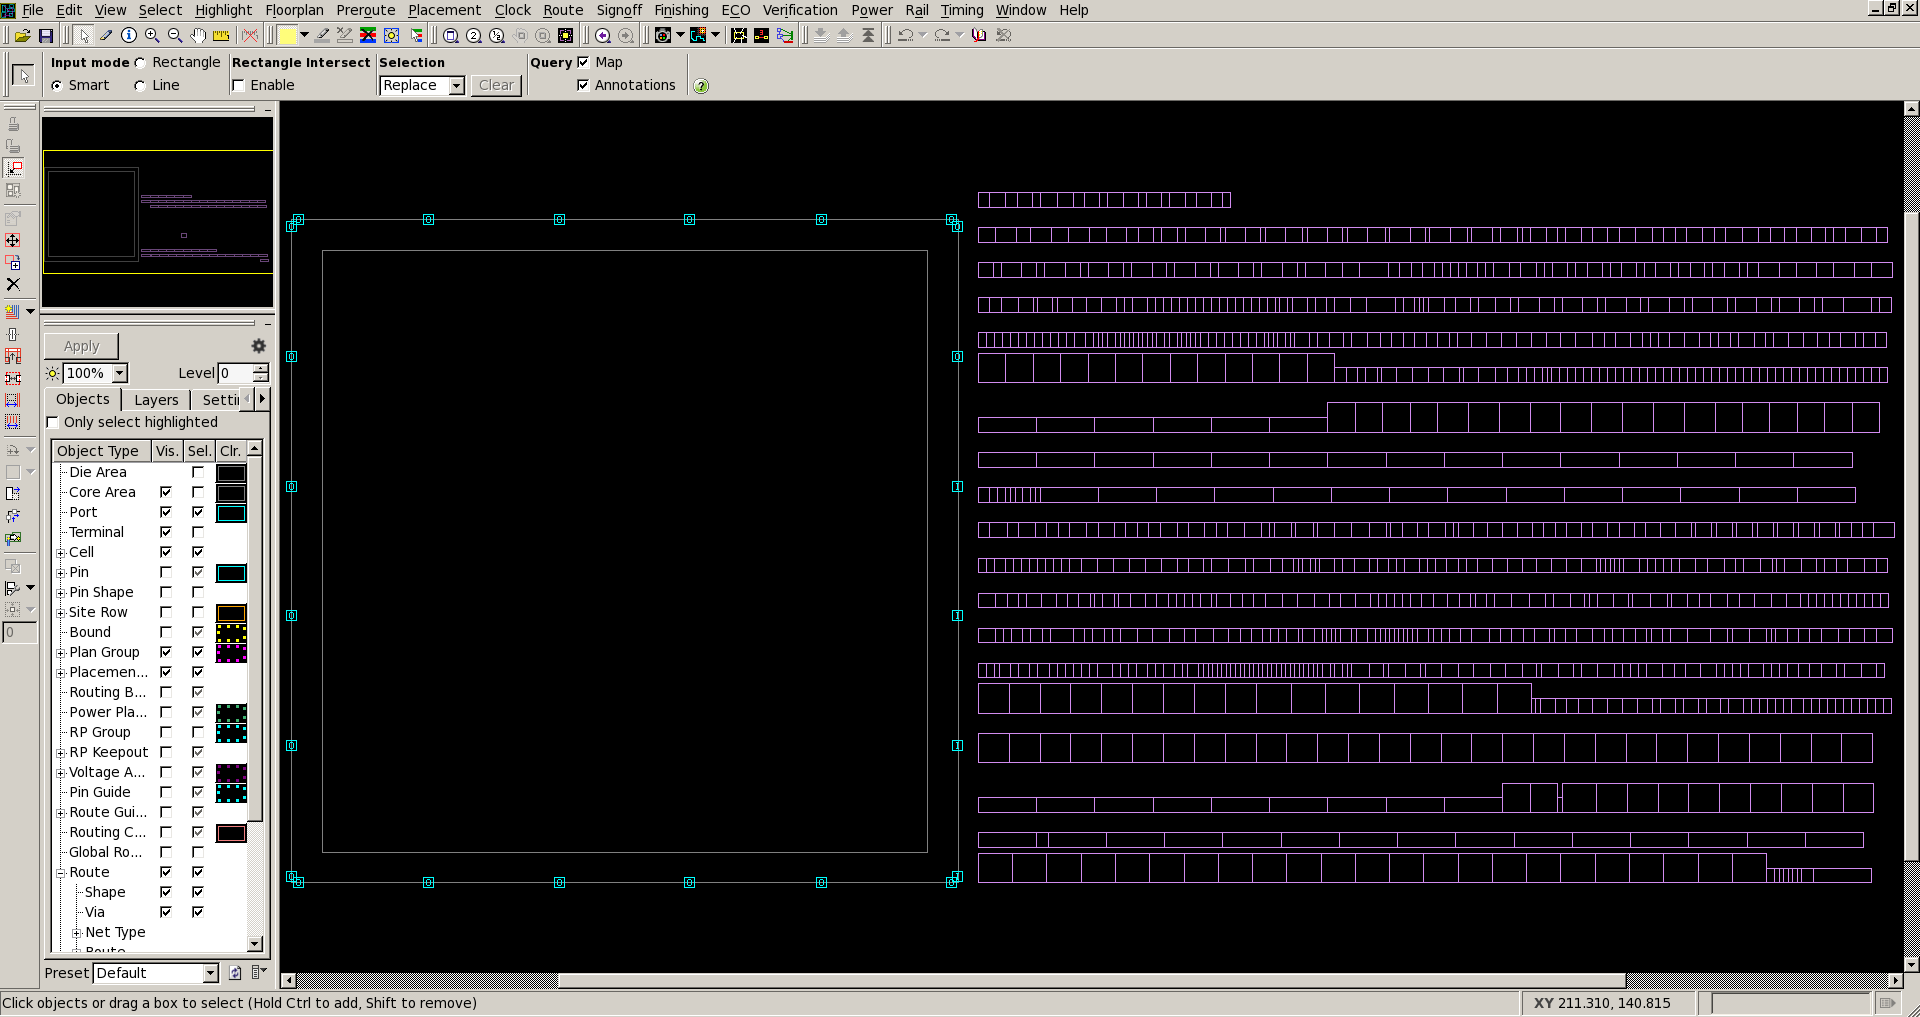 File Edit View Select Highlight Floorplan Preroute Placement Clock Route Signoff Finishing ECO Verification Power Rail Timing Window Help
Input mode Rectangle Rectangle Intersect Selection Query Map
Smart Line Enable Replace Clear Annotations
Apply
100% Level 0
Objects Layers Setti
Only select highlighted
Object Type Vis. Sel. Clr.
Die Area
Core Area
Port
Terminal
Cell
Pin
Pin Shape
Site Row
Bound
Plan Group
Placemen...
Routing B...
Power Pla...
RP Group
RP Keepout
Voltage A...
Pin Guide
Route Gui...
Routing C...
Global Ro...
Route
Shape
Via
Net Type
Route
0
Preset Default
Click objects or drag a box to select (Hold Ctrl to add, Shift to remove)
XY 211.310, 140.815